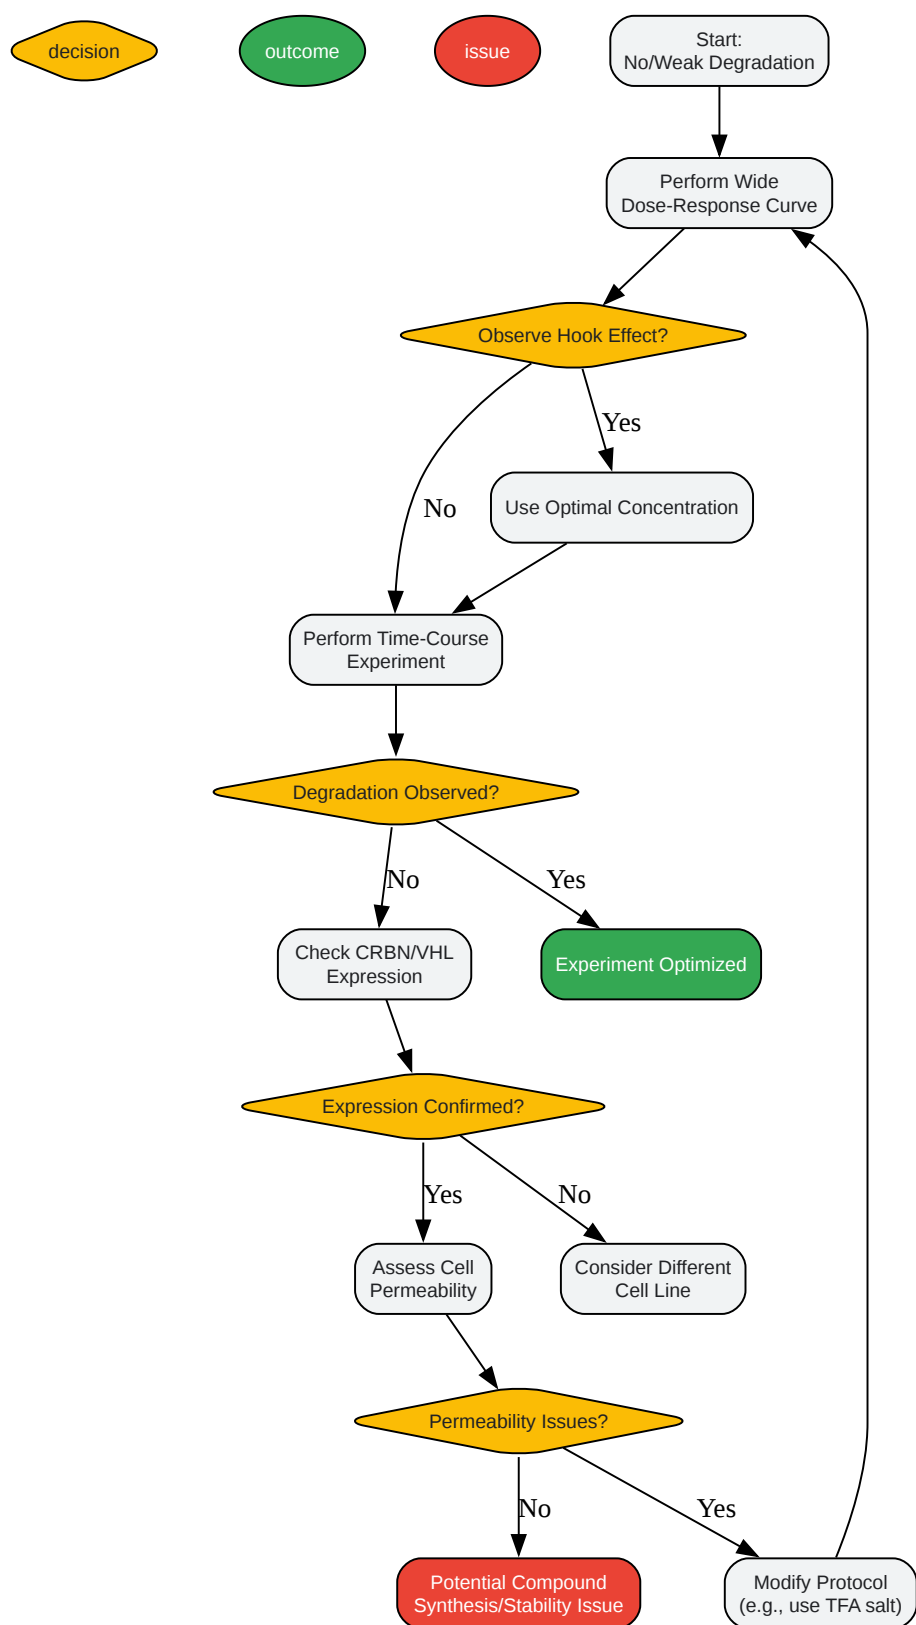 decision
outcome
issue
Start:
No/Weak Degradation
Perform Wide
Dose-Response Curve
Observe Hook Effect?
Yes
No
Use Optimal Concentration
Perform Time-Course
Experiment
Degradation Observed?
No
Yes
Check CRBN/VHL
Expression
Experiment Optimized
Expression Confirmed?
Yes
No
Assess Cell
Permeability
Consider Different
Cell Line
Permeability Issues?
No
Yes
Potential Compound
Synthesis/Stability Issue
Modify Protocol
(e.g., use TFA salt)